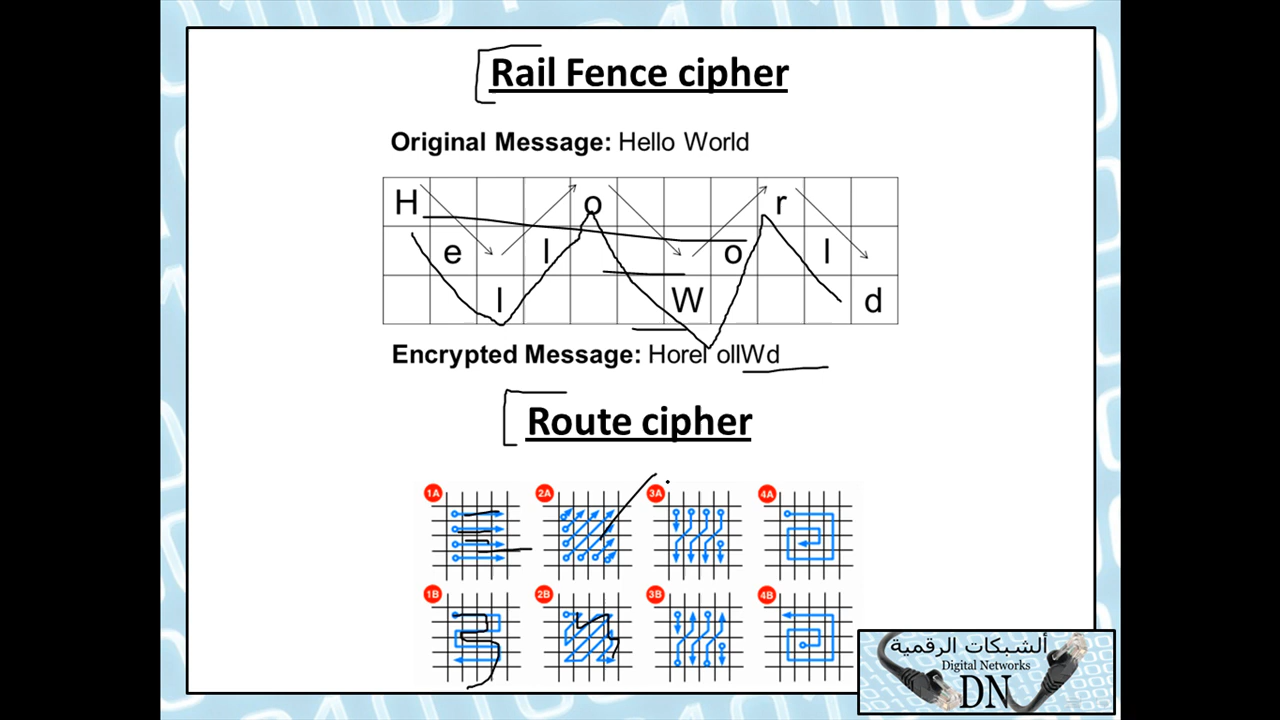 Rail Fence cipher
Original Message: Hello World
H o r
e l o l
l W d
Encrypted Message: Horel ollWd
Route cipher
1A 2A 3A 4A
1B 2B 3B 4B
ألشبكات الرقمية
Digital Networks
DN